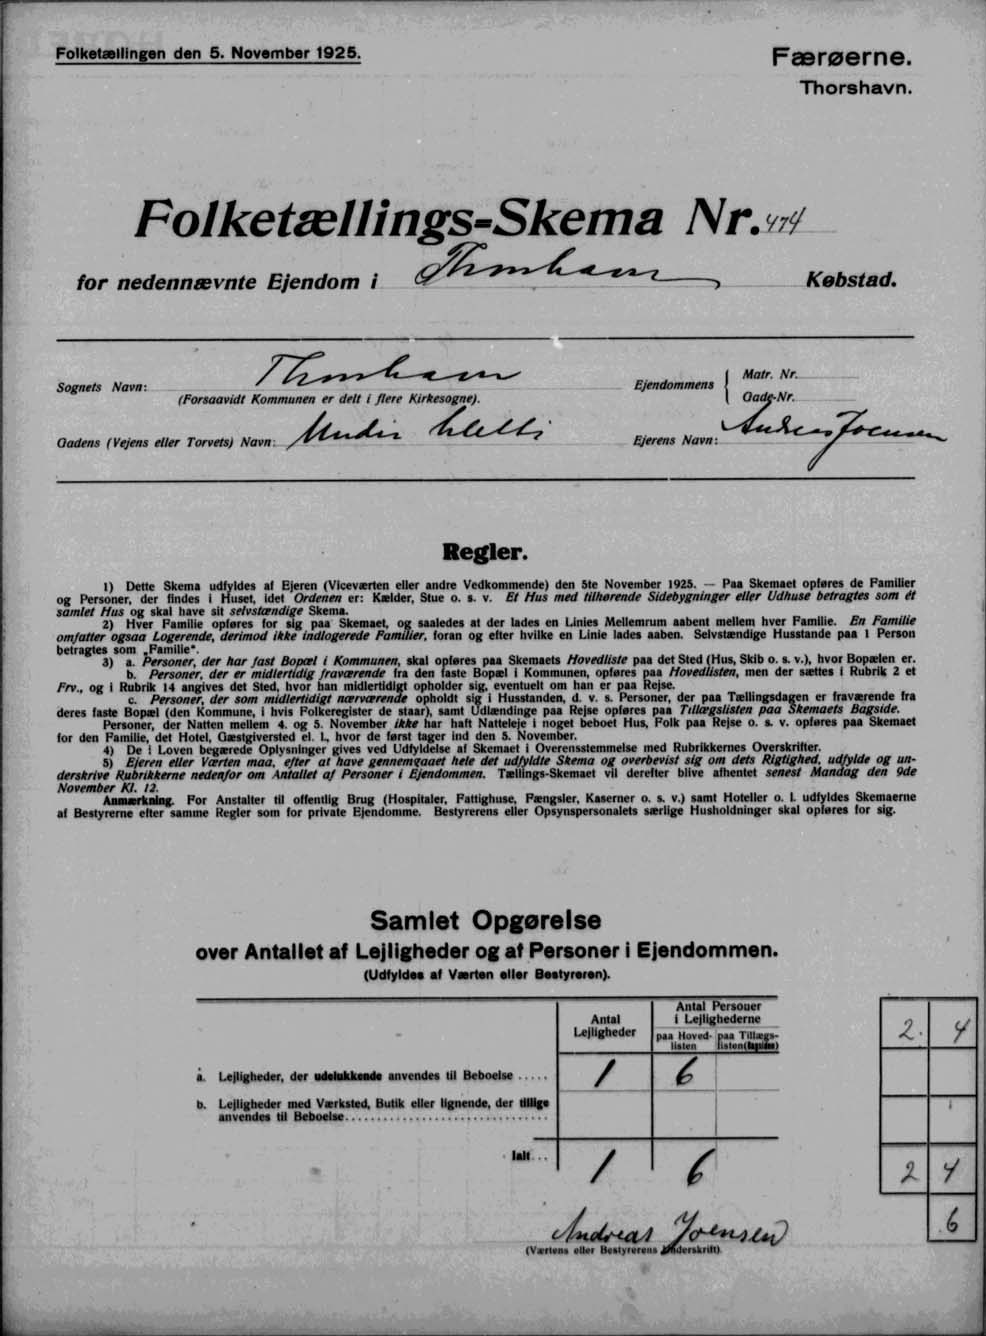 Folketællingen den 5. November 1925.
Færøerne.
Thorshavn.
Folketællings-Skema Nr. 474
for nedennævnte Ejendom i Thorshavn Købstad.
Sognets Navn: Thorshavn
(Forsaavidt Kommunen er delt i flere Kirkesogne).
Ejendommens { Matr. Nr.
Gade-Nr.
Gadens (Vejens eller Torvets) Navn: Undir
Ejerens Navn: Andreas Joensen
Regler.
1) Dette Skema udfyldes af Ejeren (Viceværten eller andre Vedkommende) den 5te November 1925. — Paa Skemaet opføres de Familier
og Personer, der findes i Huset, idet Ordenen er: Kælder, Stue o. s. v. Et Hus med tilhørende Sidebygninger eller Udhuse betragtes som ét
samlet Hus og skal have sit selvstændige Skema.
2) Hver Familie opføres for sig paa Skemaet, og saaledes at der lades en Linies Mellemrum aabent mellem hver Familie. En Familie
omfatter ogsaa Logerende, derimod ikke indlogerede Familier, foran og efter hvilke en Linie lades aaben. Selvstændige Husstande paa 1 Person
betragtes som „Familie“.
3) a. Personer, der har fast Bopæl i Kommunen, skal opføres paa Skemaets Hovedliste paa det Sted (Hus, Skib o. s. v.), hvor Bopælen er.
b. Personer, der er midlertidig fraværende fra den faste Bopæl i Kommunen, opføres paa Hovedlisten, men der sættes i Rubrik 2 et
Frv., og i Rubrik 14 angives det Sted, hvor han midlertidigt opholder sig, eventuelt om han er paa Rejse.
c. Personer, der som midlertidigt nærværende opholdt sig i Husstanden, d. v. s. Personer, der paa Tællingsdagen er fraværende fra
deres faste Bopæl (den Kommune, i hvis Folkeregister de staar), samt Udlændinge paa Rejse opføres paa Tillægslisten paa Skemaets Bagside.
Personer, der Natten mellem 4. og 5. November ikke har haft Natteleje i noget beboet Hus, Folk paa Rejse o. s. v. opføres paa Skemaet
for den Familie, det Hotel, Gæstgiversted el. l., hvor de først tager ind den 5. November.
4) De i Loven begærede Oplysninger gives ved Udfyldelse af Skemaet i Overensstemmelse med Rubrikkernes Overskrifter.
5) Ejeren eller Værten maa, efter at have gennemgaaet hele det udfyldte Skema og overbevist sig om dets Rigtighed, udfylde og un-
derskrive Rubrikkerne nedenfor om Antallet af Personer i Ejendommen. Tællings-Skemaet vil derefter blive afhentet senest Mandag den 9de
November Kl. 12.
Anmærkning. For Anstalter til offentlig Brug (Hospitaler, Fattighuse, Fængsler, Kaserner o. s. v.) samt Hoteller o. l. udfyldes Skemaerne
af Bestyrerne efter samme Regler som for private Ejendomme. Bestyrerens eller Opsynspersonalets særlige Husholdninger skal opføres for sig.
Samlet Opgørelse
over Antallet af Lejligheder og af Personer i Ejendommen.
(Udfyldes af Værten eller Bestyreren).
Antal Lejligheder
Antal Personer i Lejlighederne
paa Hoved-listen
paa Tillægs-listen (Bagsiden)
2. 4
a. Lejligheder, der udelukkende anvendes til Beboelse ..... 1 6
b. Lejligheder med Værksted, Butik eller lignende, der tillige
anvendes til Beboelse..............................
Ialt... 1 6
2 4
6
Andreas Joensen
(Værtens eller Bestyrerens Underskrift).